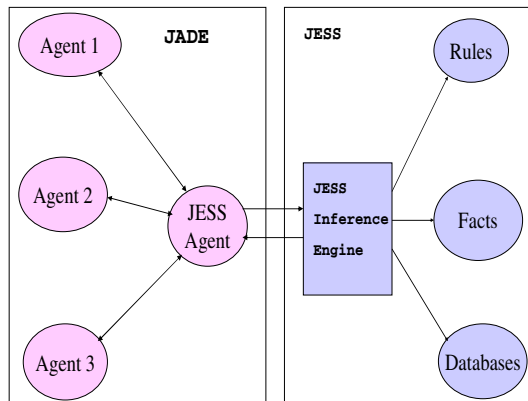 JADE
Agent 1
Agent 2
JESS
Agent
Agent 3
JESS
JESS
Inference
Engine
Rules
Facts
Databases